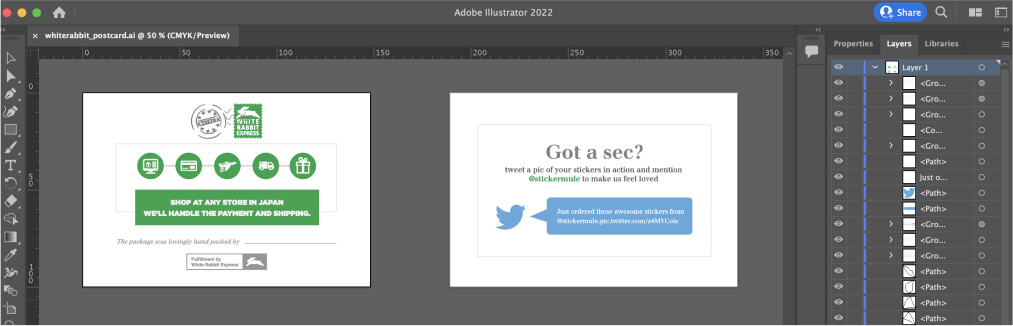 Adobe Illustrator 2022
Share
× whiterabbit_postcard.ai @ 50 % (CMYK/Preview)
0 50 100 150 200 250 300 350
0
50
100
WHITE
RABBIT
EXPRESS
SHOP AT ANY STORE IN JAPAN
WE'LL HANDLE THE PAYMENT AND SHIPPING.
The package was lovingly hand packed by
Fulfillment by
White Rabbit Express
Got a sec?
tweet a pic of your stickers in action and mention
@stickermule to make us feel loved
Just ordered these awesome stickers from
@stickermule.pic.twitter.com/z4MVCole
Properties Layers Libraries
Layer 1
<Gro...
<Gro...
<Gro...
<Co...
<Gro...
<Path>
Just o...
<Path>
<Path>
<Gro...
<Gro...
<Gro...
<Path>
<Path>
<Path>
<Path>